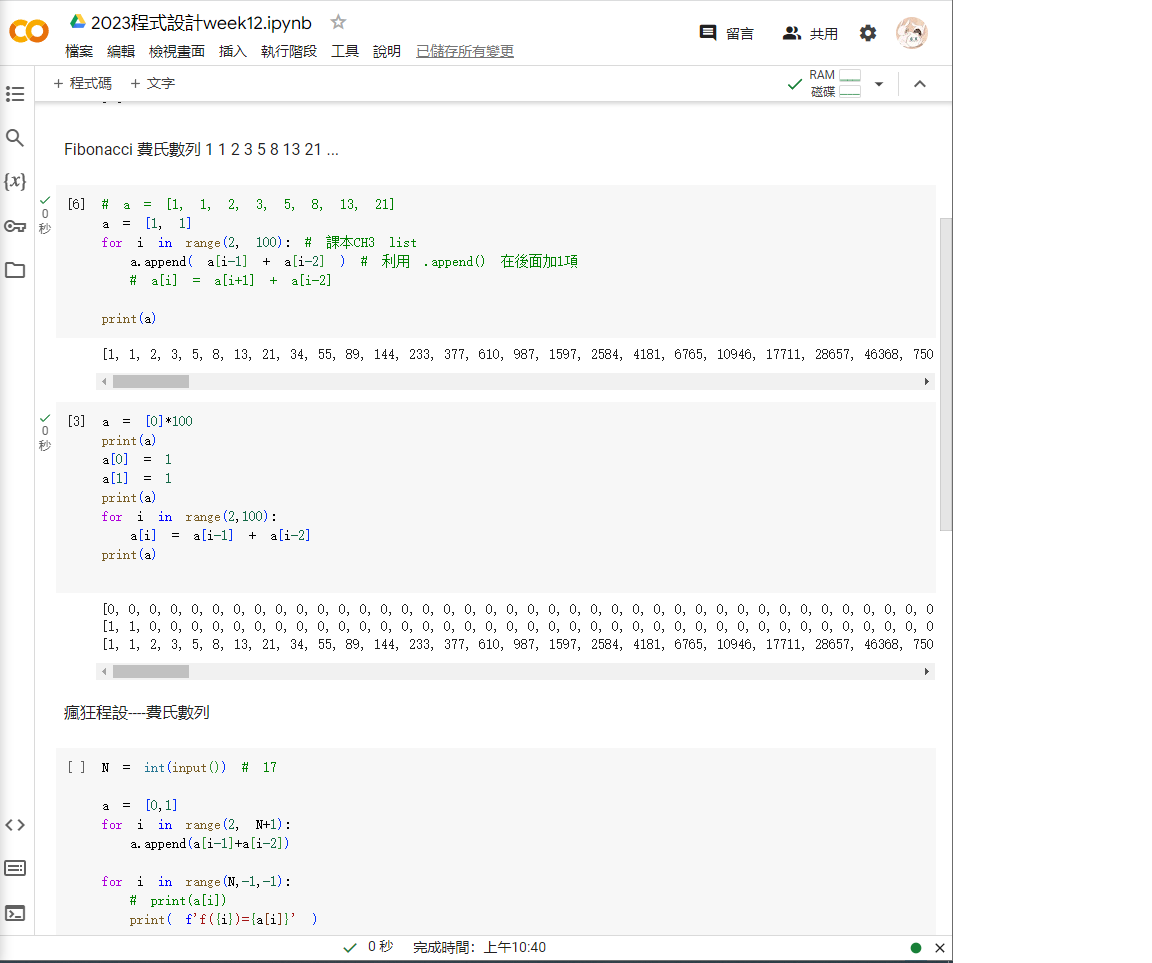 2023程式設計week12.ipynb
檔案 編輯 檢視畫面 插入 執行階段 工具 說明 已儲存所有變更
留言 共用
+ 程式碼 + 文字
RAM
磁碟
Fibonacci 費氏數列 1 1 2 3 5 8 13 21 ...
0
秒
[6] # a = [1, 1, 2, 3, 5, 8, 13, 21]
a = [1, 1]
for i in range(2, 100): # 課本CH3 list
a.append( a[i-1] + a[i-2] ) # 利用 .append() 在後面加1項
# a[i] = a[i+1] + a[i-2]
print(a)
[1, 1, 2, 3, 5, 8, 13, 21, 34, 55, 89, 144, 233, 377, 610, 987, 1597, 2584, 4181, 6765, 10946, 17711, 28657, 46368, 750
0
秒
[3] a = [0]*100
print(a)
a[0] = 1
a[1] = 1
print(a)
for i in range(2,100):
a[i] = a[i-1] + a[i-2]
print(a)
[0, 0, 0, 0, 0, 0, 0, 0, 0, 0, 0, 0, 0, 0, 0, 0, 0, 0, 0, 0, 0, 0, 0, 0, 0, 0, 0, 0, 0, 0, 0, 0, 0, 0, 0, 0, 0, 0, 0, 0
[1, 1, 0, 0, 0, 0, 0, 0, 0, 0, 0, 0, 0, 0, 0, 0, 0, 0, 0, 0, 0, 0, 0, 0, 0, 0, 0, 0, 0, 0, 0, 0, 0, 0, 0, 0, 0, 0, 0, 0
[1, 1, 2, 3, 5, 8, 13, 21, 34, 55, 89, 144, 233, 377, 610, 987, 1597, 2584, 4181, 6765, 10946, 17711, 28657, 46368, 750
瘋狂程設----費氏數列
[ ] N = int(input()) # 17
a = [0,1]
for i in range(2, N+1):
a.append(a[i-1]+a[i-2])
for i in range(N,-1,-1):
# print(a[i])
print( f'f({i})={a[i]}' )
0 秒 完成時間：上午10:40